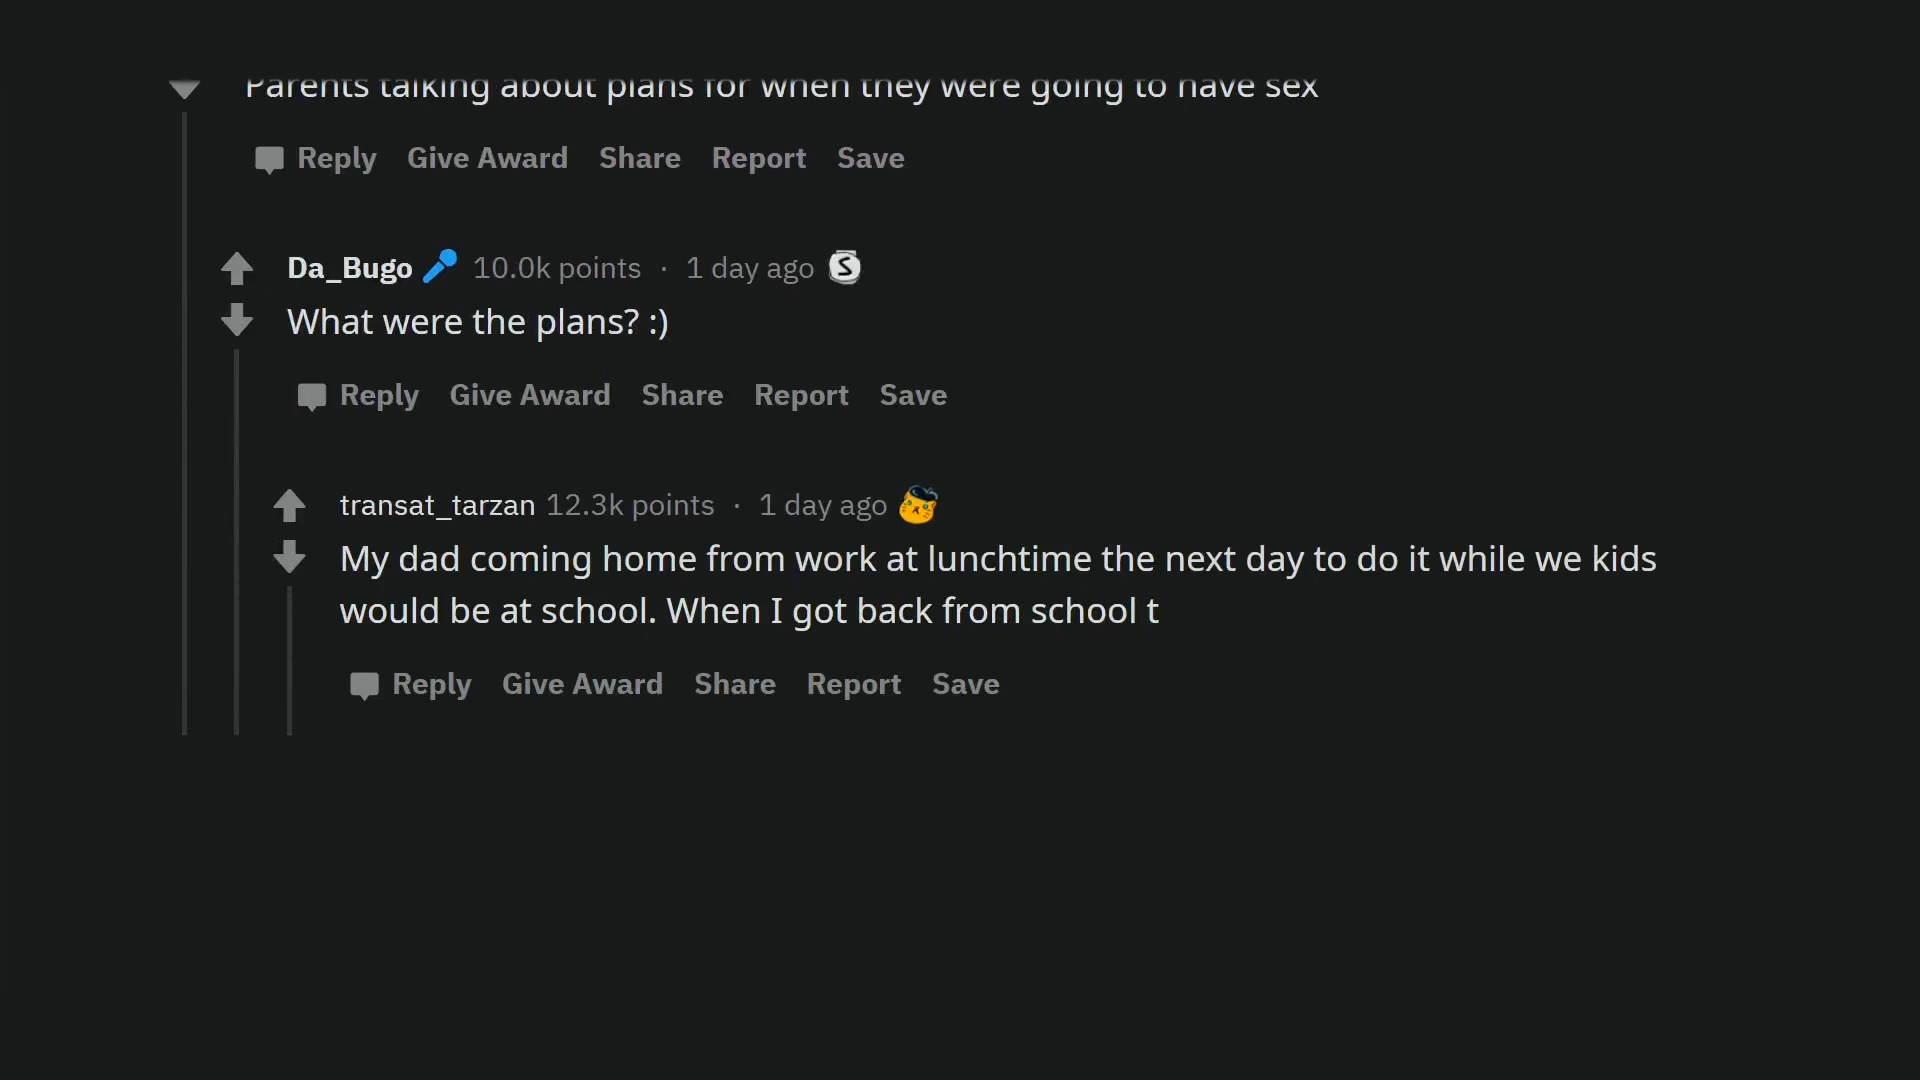 Parents talking about plans for when they were going to have sex
Reply Give Award Share Report Save
Da_Bugo 10.0k points · 1 day ago
What were the plans? :)
Reply Give Award Share Report Save
transat_tarzan 12.3k points · 1 day ago
My dad coming home from work at lunchtime the next day to do it while we kids
would be at school. When I got back from school t
Reply Give Award Share Report Save